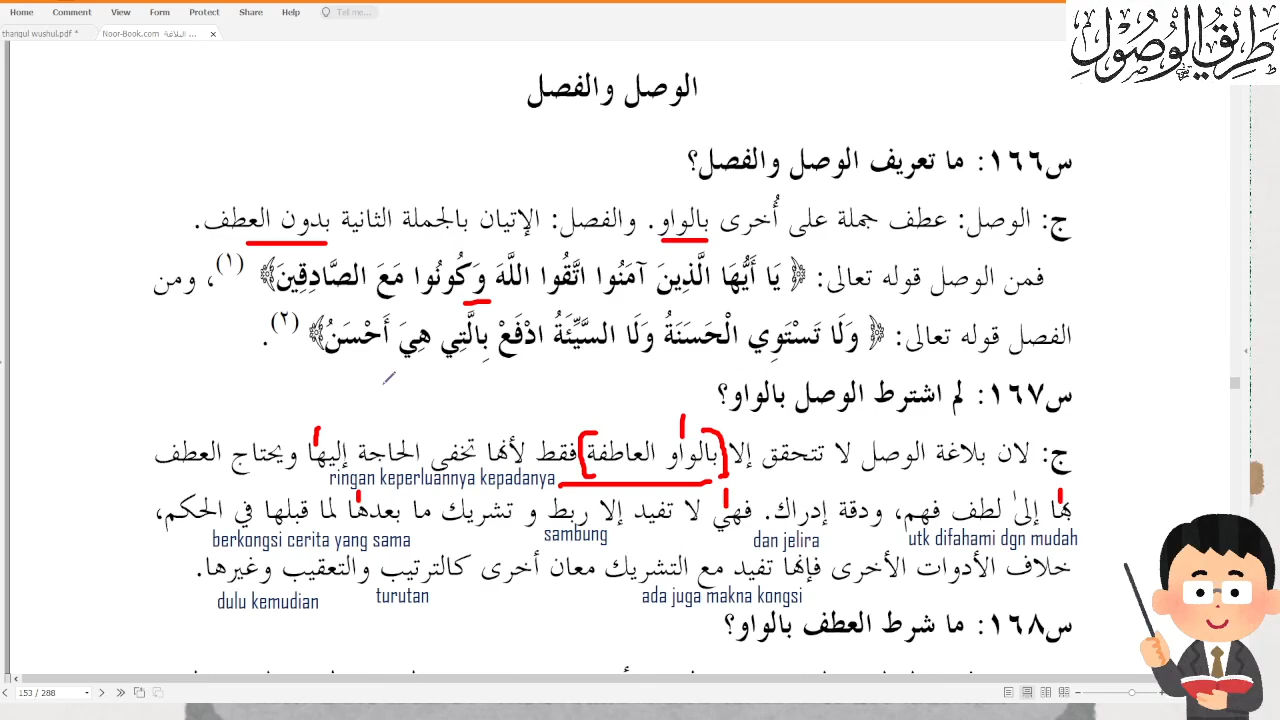 Home Comment View Form Protect Share Help Tell me...
thangul wushul.pdf * Noor-Book.com البلاغة ... ×
طريق الوصول
الوصل والفصل
س١٦٦: ما تعريف الوصل والفصل؟
ج: الوصل: عطف جملة على أُخرى بالواو. والفصل: الإتيان بالجملة الثانية بدون العطف.
فمن الوصل قوله تعالى: ﴿ يَا أَيُّهَا الَّذِينَ آمَنُوا اتَّقُوا اللَّهَ وَكُونُوا مَعَ الصَّادِقِينَ﴾ (١)، ومن
الفصل قوله تعالى: ﴿ وَلَا تَسْتَوِي الْحَسَنَةُ وَلَا السَّيِّئَةُ ادْفَعْ بِالَّتِي هِيَ أَحْسَنُ﴾ (٢).
س١٦٧: لم اشترط الوصل بالواو؟
ج: لان بلاغة الوصل لا تتحقق إلا بالواو العاطفة فقط لأنها تخفى الحاجة إليها ويحتاج العطف
ringan keperluannya kepadanya
بها إلىٰ لطف فهم، ودقة إدراك. فهي لا تفيد إلا ربط و تشريك ما بعدها لما قبلها في الحكم،
berkongsi cerita yang sama sambung dan jelira utk difahami dgn mudah
خلاف الأدوات الأخرى فإنها تفيد مع التشريك معان أخرى كالترتيب والتعقيب وغيرها.
dulu kemudian turutan ada juga makna kongsi
س١٦٨: ما شرط العطف بالواو؟
153 / 288